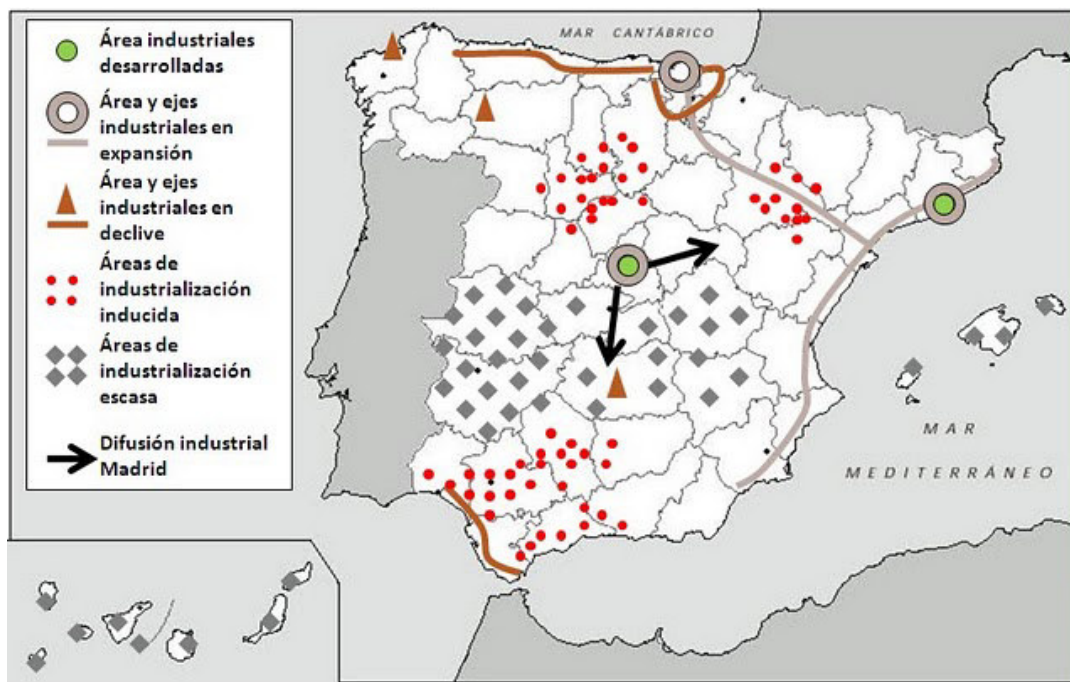 MAR CANTÁBRICO
Área industriales
desarrolladas
Área y ejes
industriales en
expansión
Área y ejes
industriales en
declive
Áreas de
industrialización
inducida
Áreas de
industrialización
escasa
Difusión industrial
Madrid
MAR
MEDITERRÁNEO